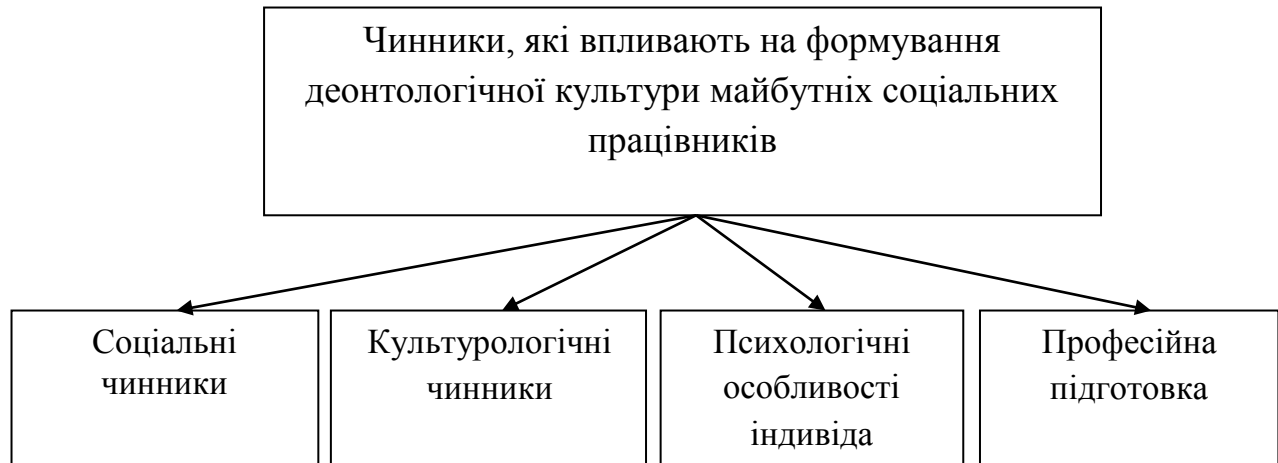 Чинники, які впливають на формування
деонтологічної культури майбутніх соціальних
працівників
Соціальні
чинники
Культурологічні
чинники
Психологічні
особливості
індивіда
Професійна
підготовка